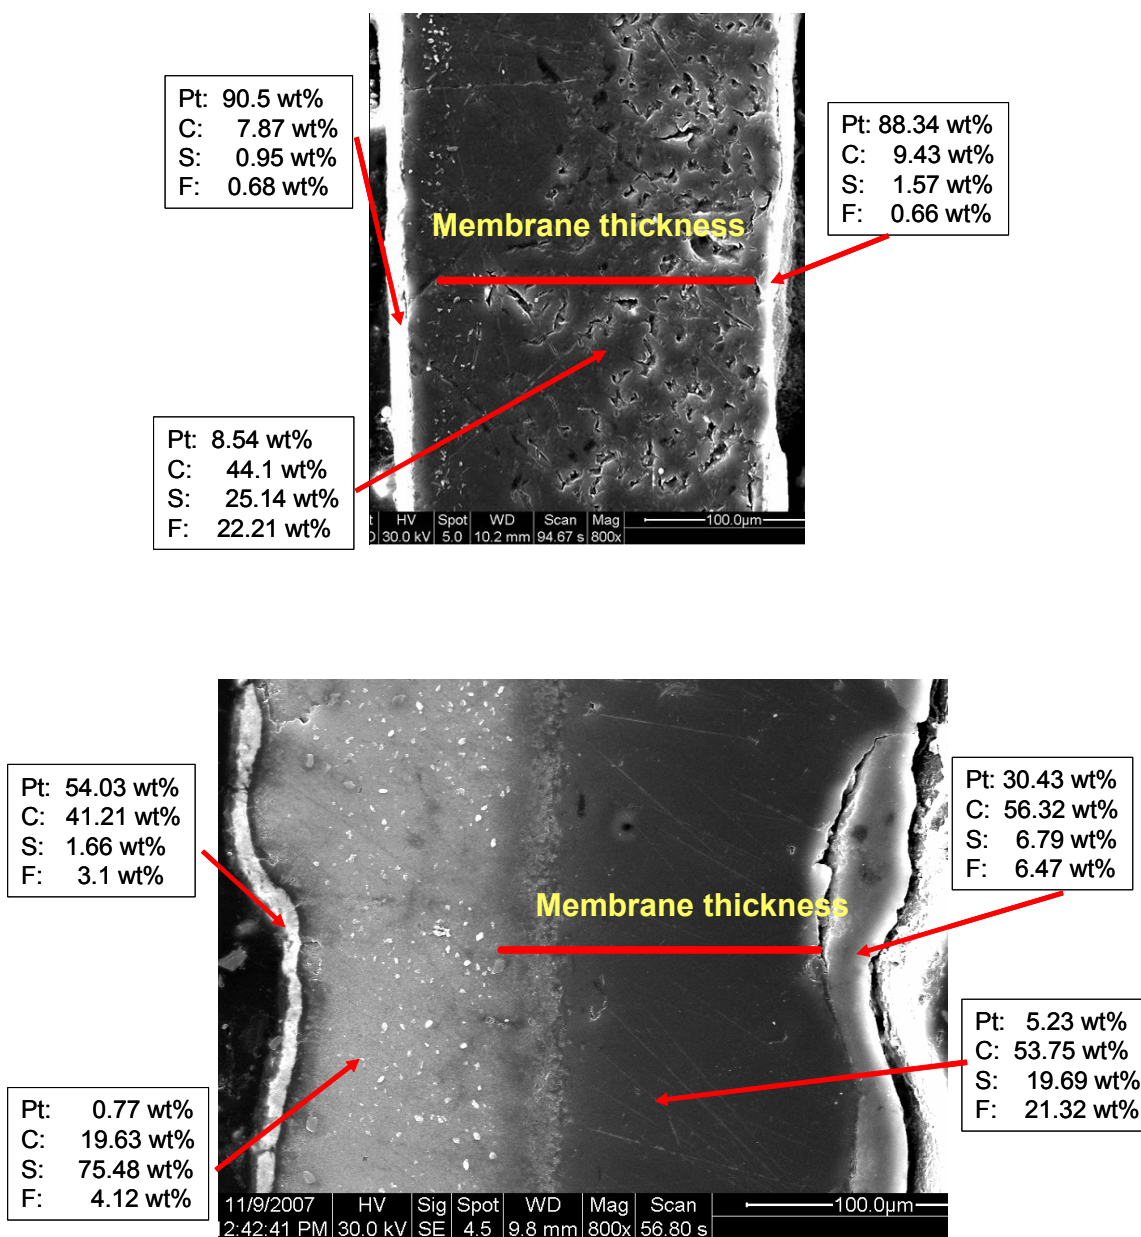 Pt: 90.5 wt%
C: 7.87 wt%
S: 0.95 wt%
F: 0.68 wt%
Pt: 88.34 wt%
C: 9.43 wt%
S: 1.57 wt%
F: 0.66 wt%
Membrane thickness
Pt: 8.54 wt%
C: 44.1 wt%
S: 25.14 wt%
F: 22.21 wt%
HV Spot WD Scan Mag
30.0 kV 5.0 10.2 mm 94.67 s 800x
100.0µm
Pt: 54.03 wt%
C: 41.21 wt%
S: 1.66 wt%
F: 3.1 wt%
Pt: 30.43 wt%
C: 56.32 wt%
S: 6.79 wt%
F: 6.47 wt%
Membrane thickness
Pt: 5.23 wt%
C: 53.75 wt%
S: 19.69 wt%
F: 21.32 wt%
Pt: 0.77 wt%
C: 19.63 wt%
S: 75.48 wt%
F: 4.12 wt%
11/9/2007 HV Sig Spot WD Mag Scan
2:42:41 PM 30.0 kV SE 4.5 9.8 mm 800x 56.80 s
100.0µm